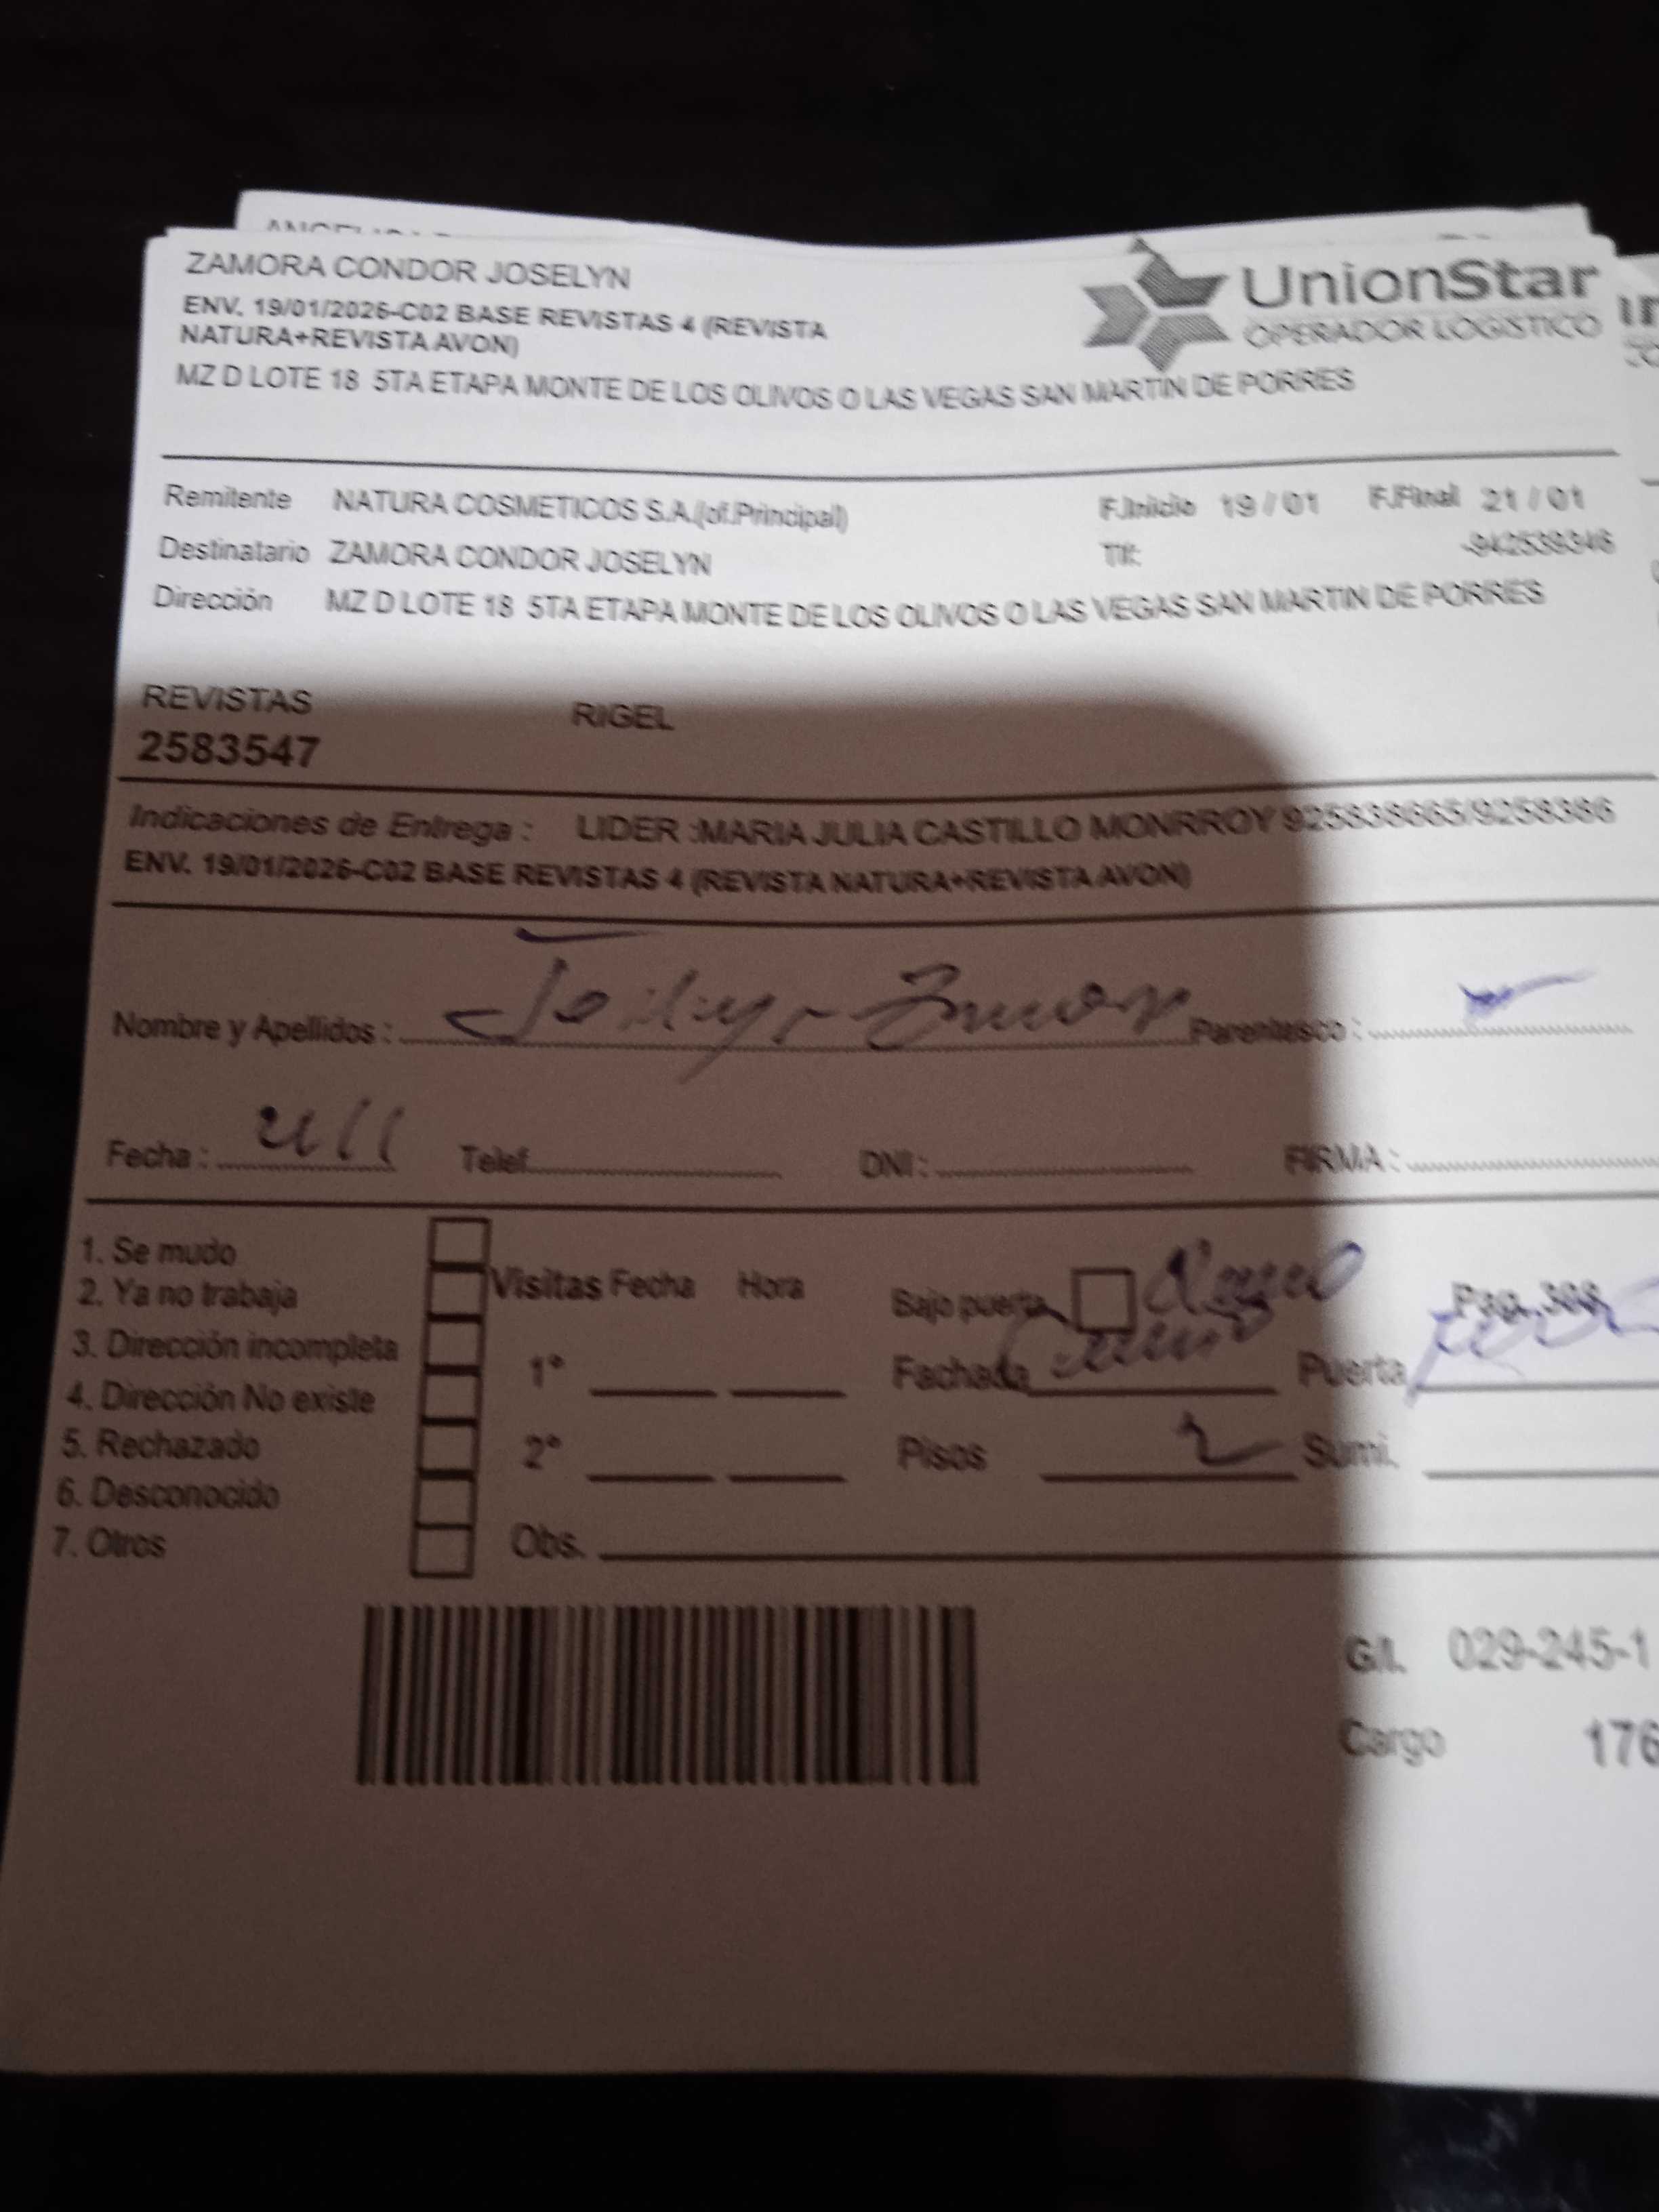 ZAMORA CONDOR JOSELYN
ENV. 19/01/2026-C02 BASE REVISTAS 4 (REVISTA
NATURA+REVISTA AVON)
MZ D LOTE 18 5TA ETAPA MONTE DE LOS OLIVOS O LAS VEGAS SAN MARTIN DE PORRES
UnionStar
OPERADOR LOGISTICO
Remitente NATURA COSMETICOS S.A.(of.Principal) F.Inicio 19 / 01 F.Final 21 / 01
Destinatario ZAMORA CONDOR JOSELYN Tlf: -942539346
Dirección MZ D LOTE 18 5TA ETAPA MONTE DE LOS OLIVOS O LAS VEGAS SAN MARTIN DE PORRES
REVISTAS RIGEL
2583547
Indicaciones de Entrega : LIDER :MARIA JULIA CASTILLO MONRROY 925838665/9258386
ENV. 19/01/2026-C02 BASE REVISTAS 4 (REVISTA NATURA+REVISTA AVON)
Nombre y Apellidos : Parentesco :
Fecha : Telef. DNI : FIRMA :
1. Se mudo
2. Ya no trabaja Visitas Fecha Hora Bajo puerta Pag. 368
3. Dirección incompleta 1° Fachada Puerta
4. Dirección No existe
5. Rechazado 2° Pisos 2 Sumi.
6. Desconocido
7. Otros Obs.
G/I. 029-245-1
Cargo 176